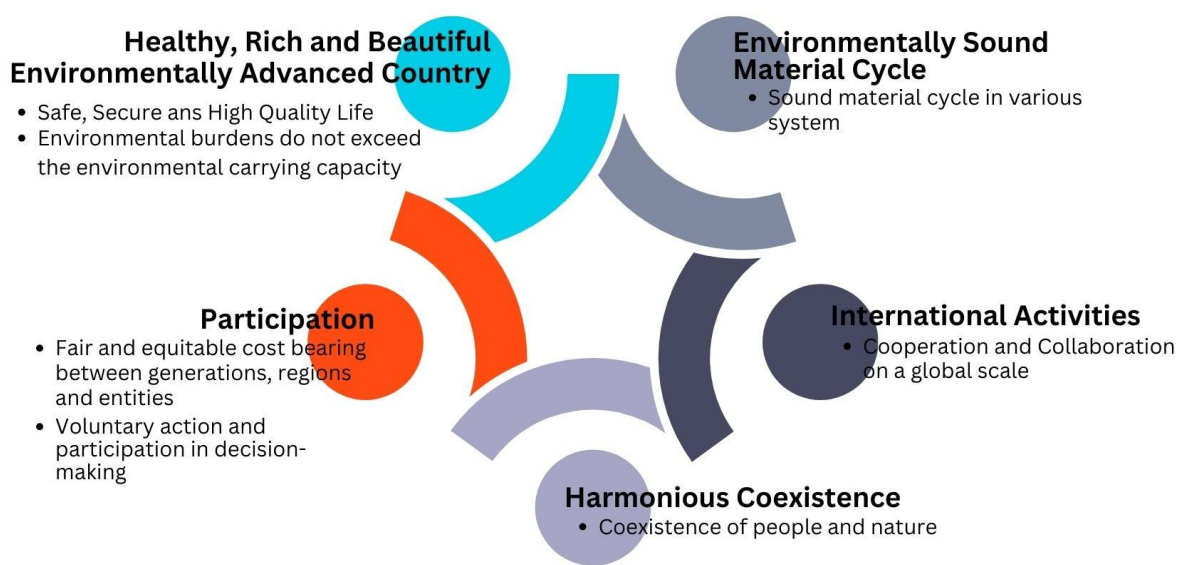 Healthy, Rich and Beautiful
Environmentally Advanced Country
• Safe, Secure ans High Quality Life
• Environmental burdens do not exceed
the environmental carrying capacity
Environmentally Sound
Material Cycle
• Sound material cycle in various
system
Participation
• Fair and equitable cost bearing
between generations, regions
and entities
• Voluntary action and
participation in decision-
making
International Activities
• Cooperation and Collaboration
on a global scale
Harmonious Coexistence
• Coexistence of people and nature